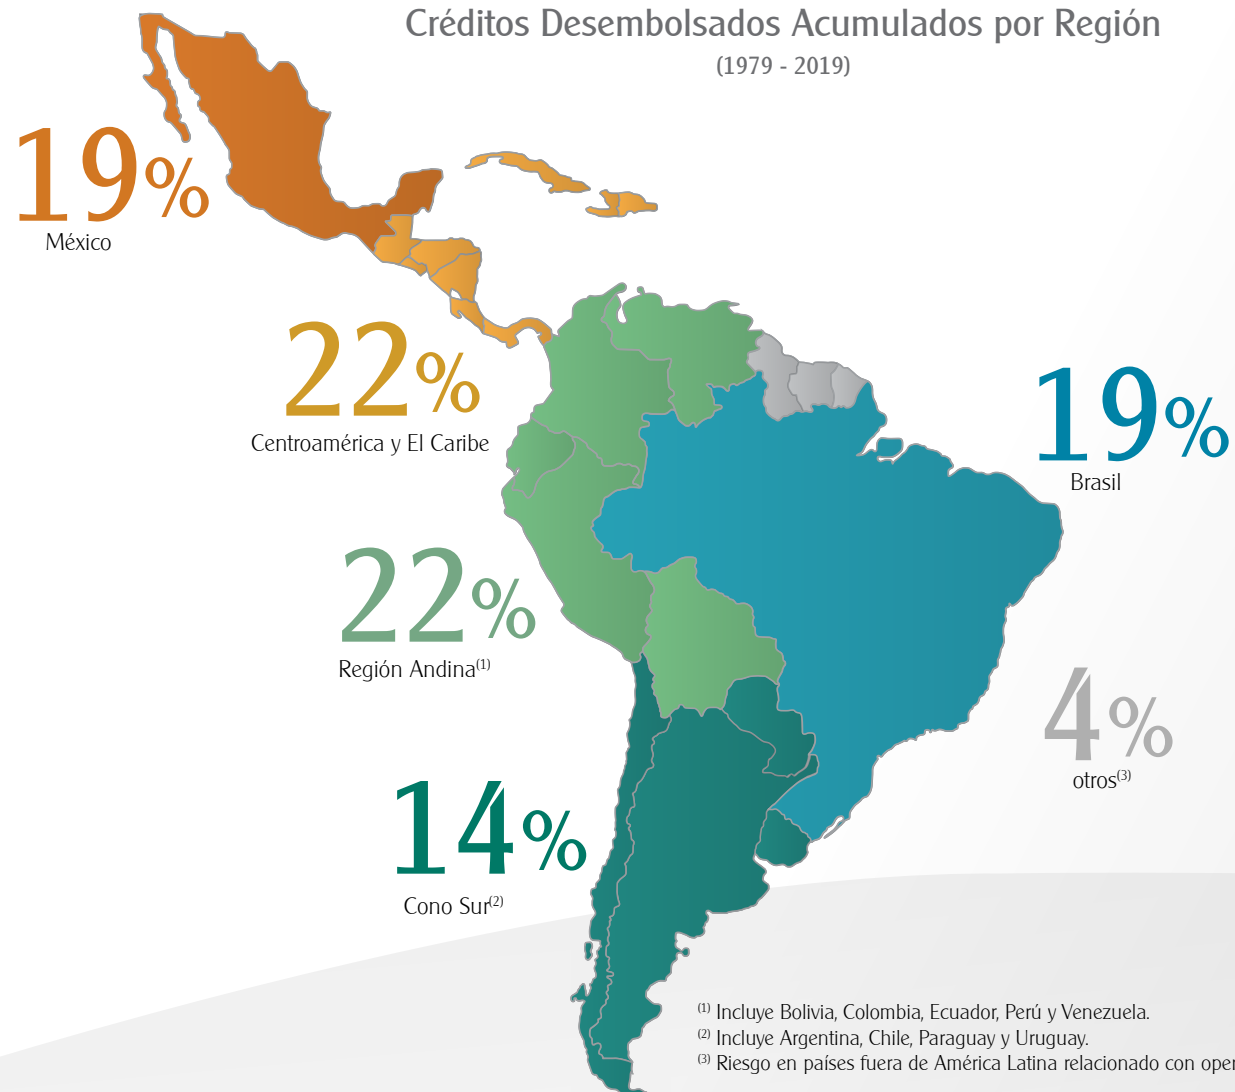 Créditos Desembolsados Acumulados por Región
(1979 - 2019)
19%
México
22%
Centroamérica y El Caribe
19%
Brasil
22%
Región Andina(1)
4%
otros(3)
14%
Cono Sur(2)
(1) Incluye Bolivia, Colombia, Ecuador, Perú y Venezuela.
(2) Incluye Argentina, Chile, Paraguay y Uruguay.
(3) Riesgo en países fuera de América Latina relacionado con